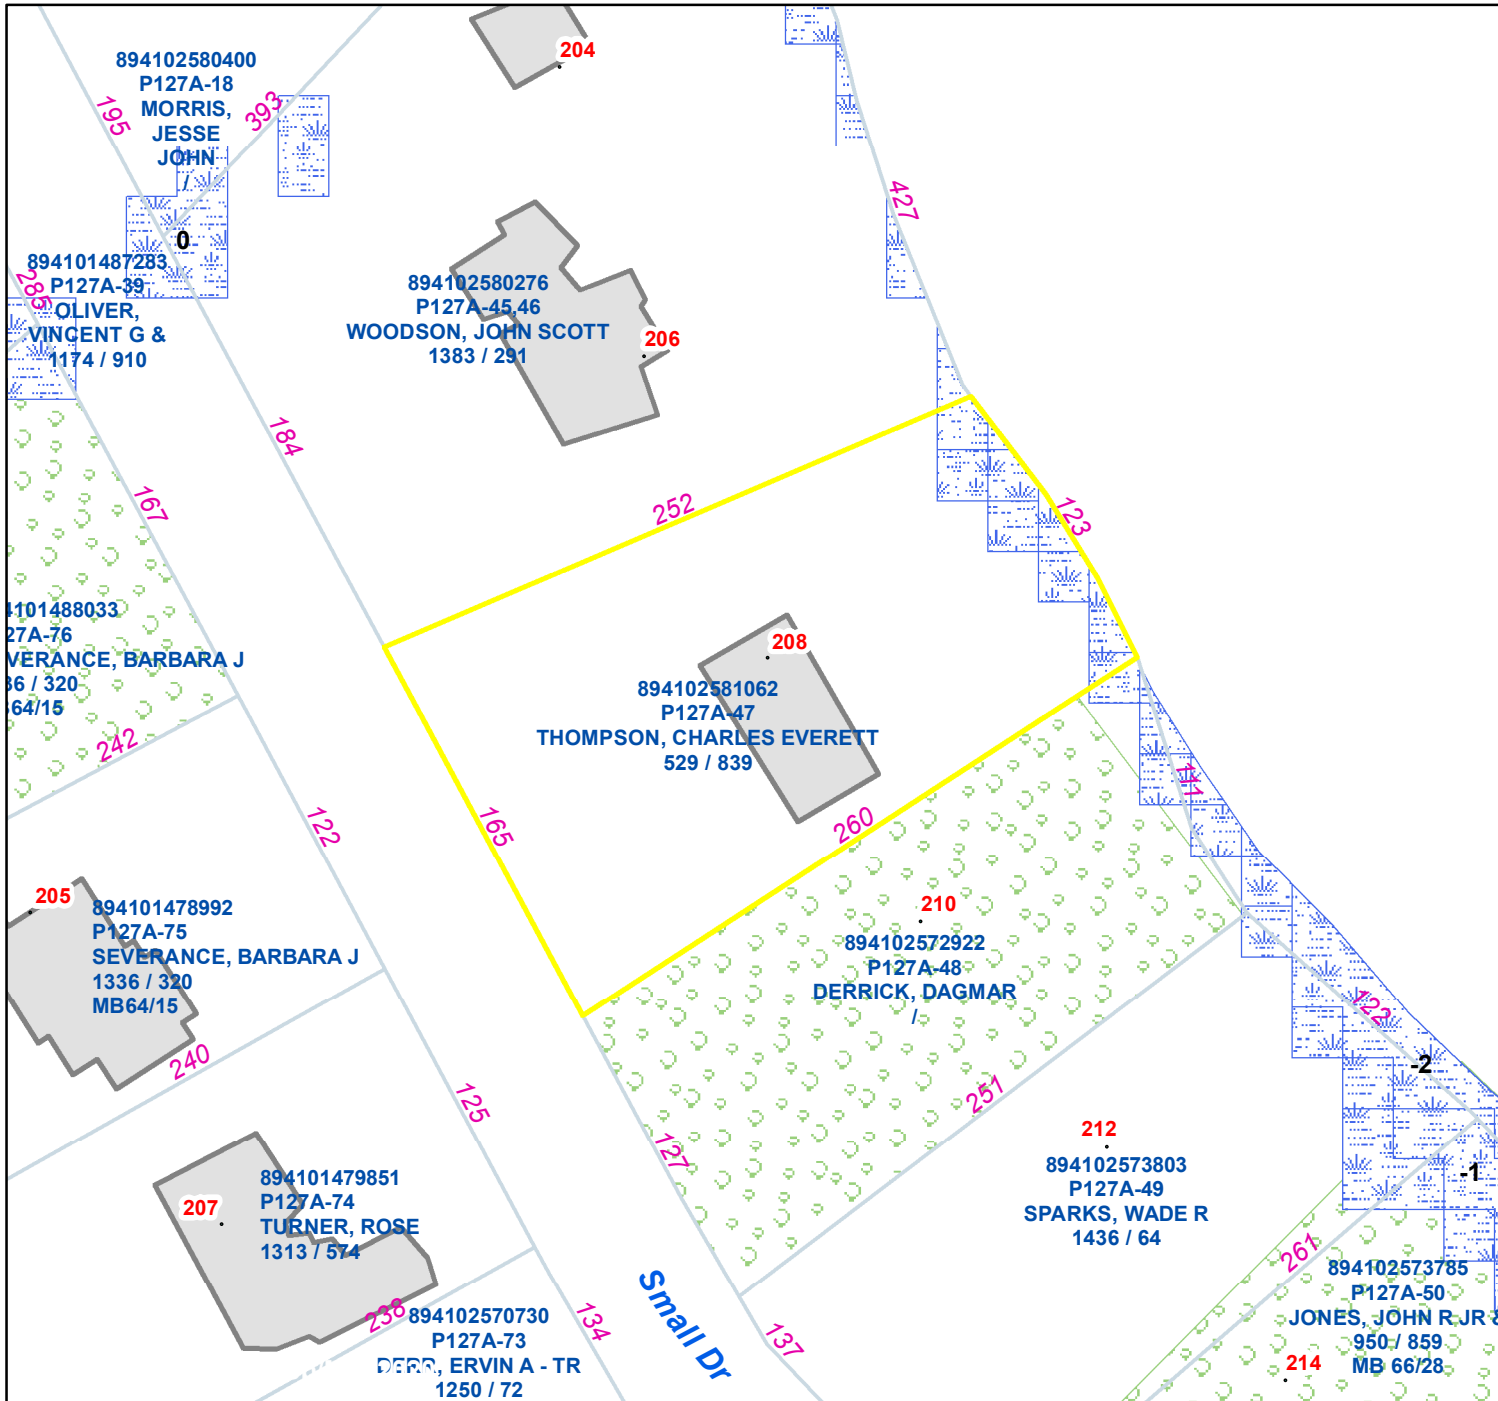 204
894102580400
P127A-18
MORRIS,
JESSE
JOHN
/
195
393
0
427
894101487283
P127A-39
OLIVER,
VINCENT G &
1174 / 910
285
894102580276
P127A-45,46
WOODSON, JOHN SCOTT
1383 / 291
206
184
167
252
123
4101488033
27A-76
VERANCE, BARBARA J
36 / 320
64/15
242
208
894102581062
P127A-47
THOMPSON, CHARLES EVERETT
529 / 839
122
165
260
111
205
894101478992
P127A-75
SEVERANCE, BARBARA J
1336 / 320
MB64/15
210
894102572922
P127A-48
DERRICK, DAGMAR
/
240
125
251
122
-2
127
212
894102573803
P127A-49
SPARKS, WADE R
1436 / 64
-1
207
894101479851
P127A-74
TURNER, ROSE
1313 / 574
261
894102573785
P127A-50
JONES, JOHN R JR &
950 / 859
MB 66/28
214
Small Dr
238
134
137
894102570730
P127A-73
ERVIN A - TR
1250 / 72